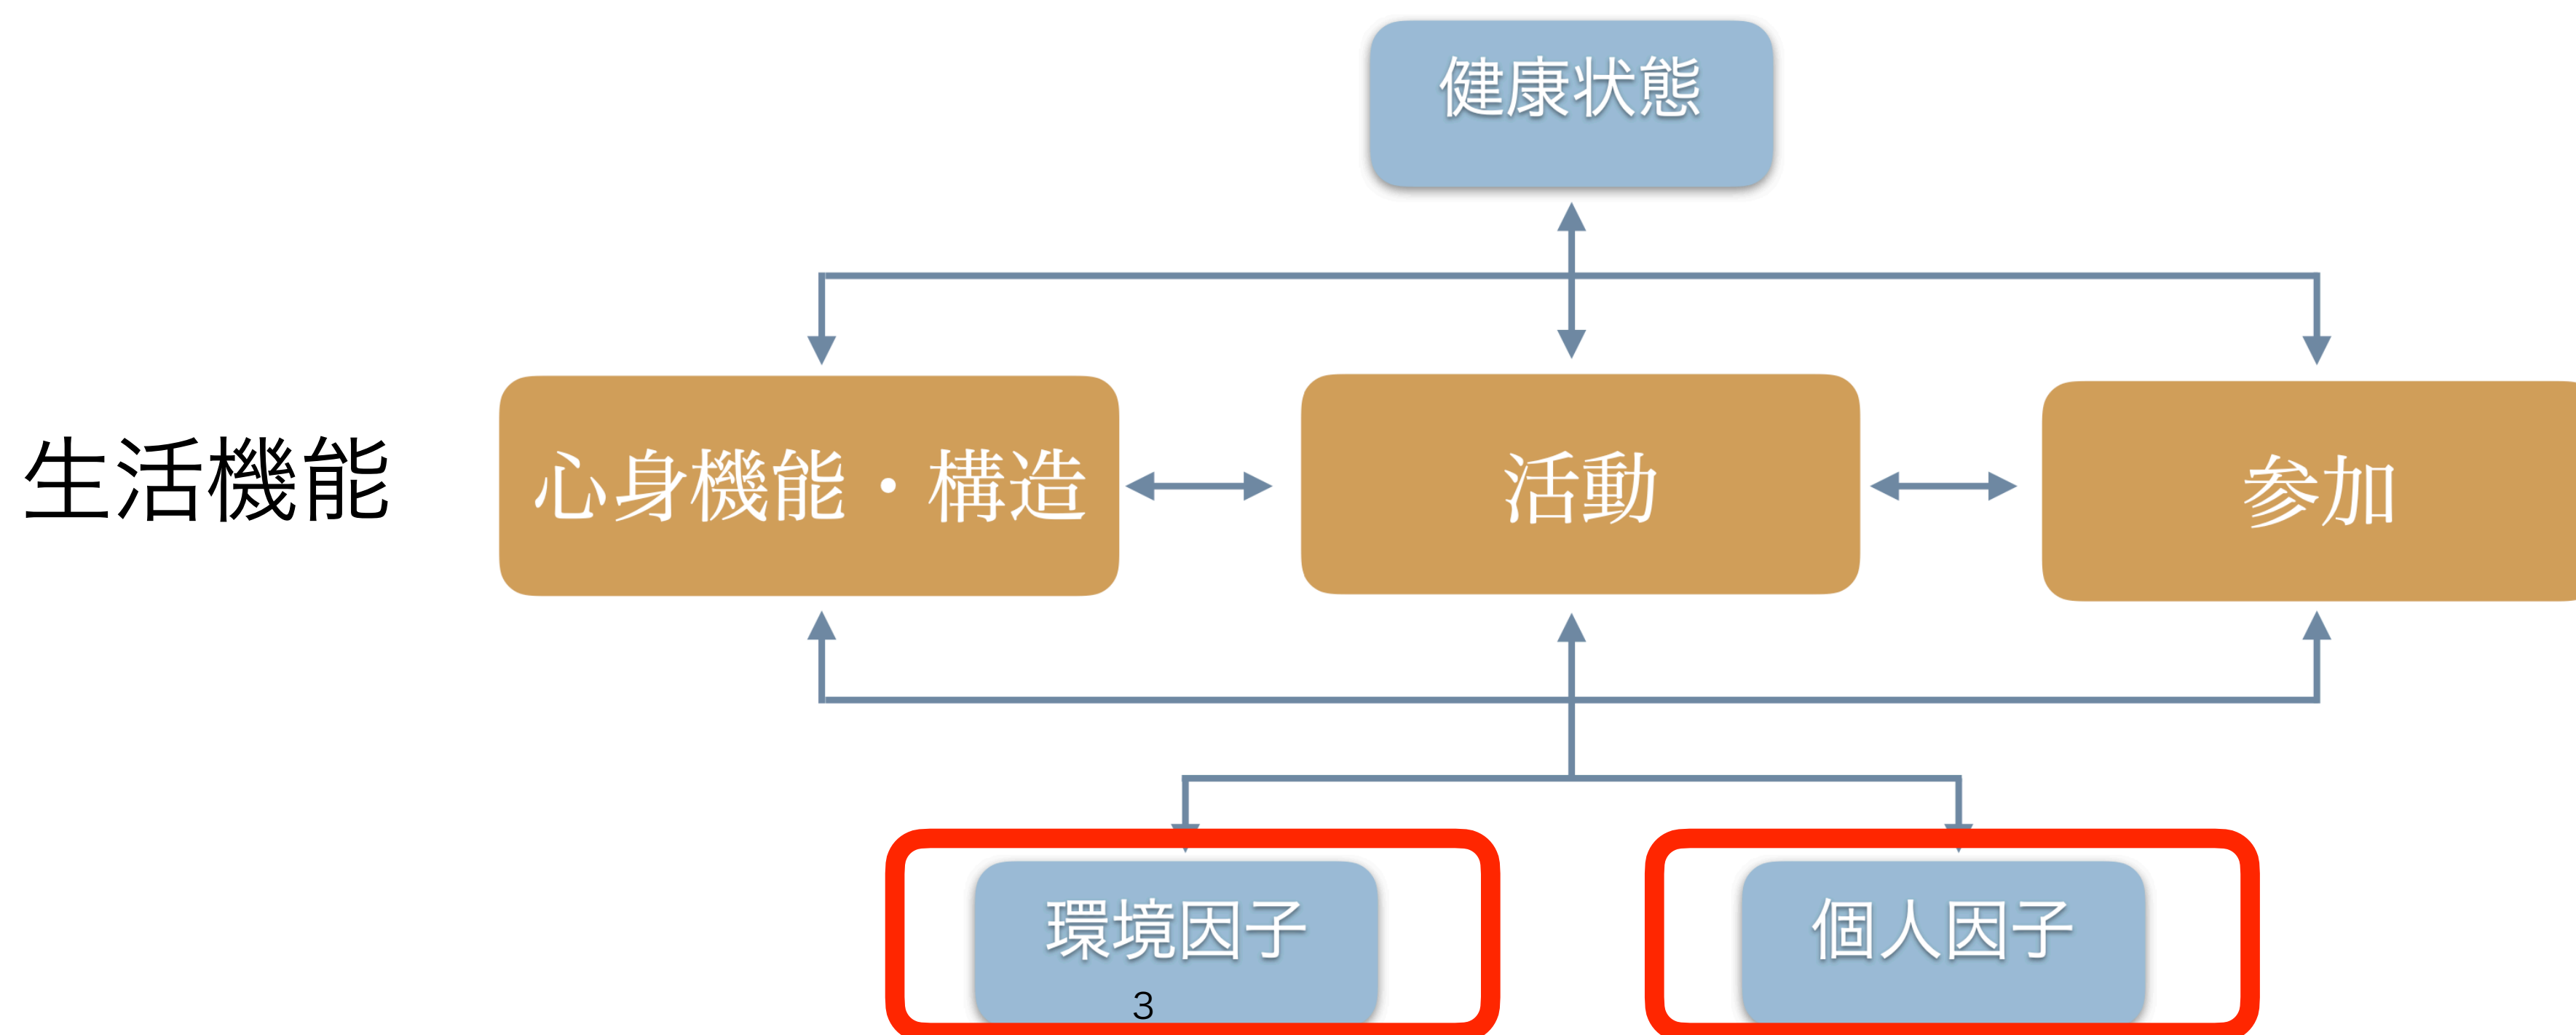 健康状態
生活機能
心身機能・構造
活動
参加
環境因子
個人因子
3